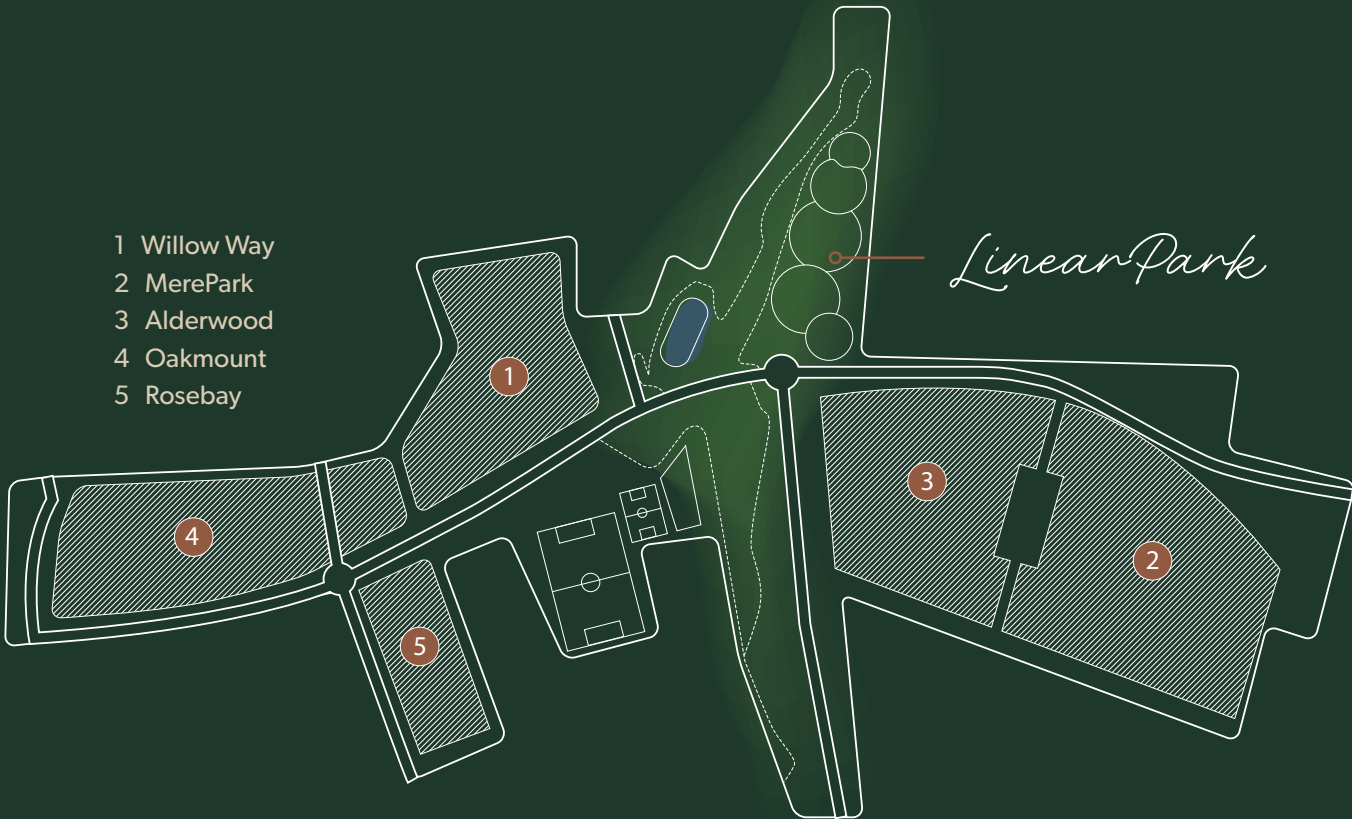 1 Willow Way
2 MerePark
3 Alderwood
4 Oakmount
5 Rosebay
LinearPark
1
3
4
2
5